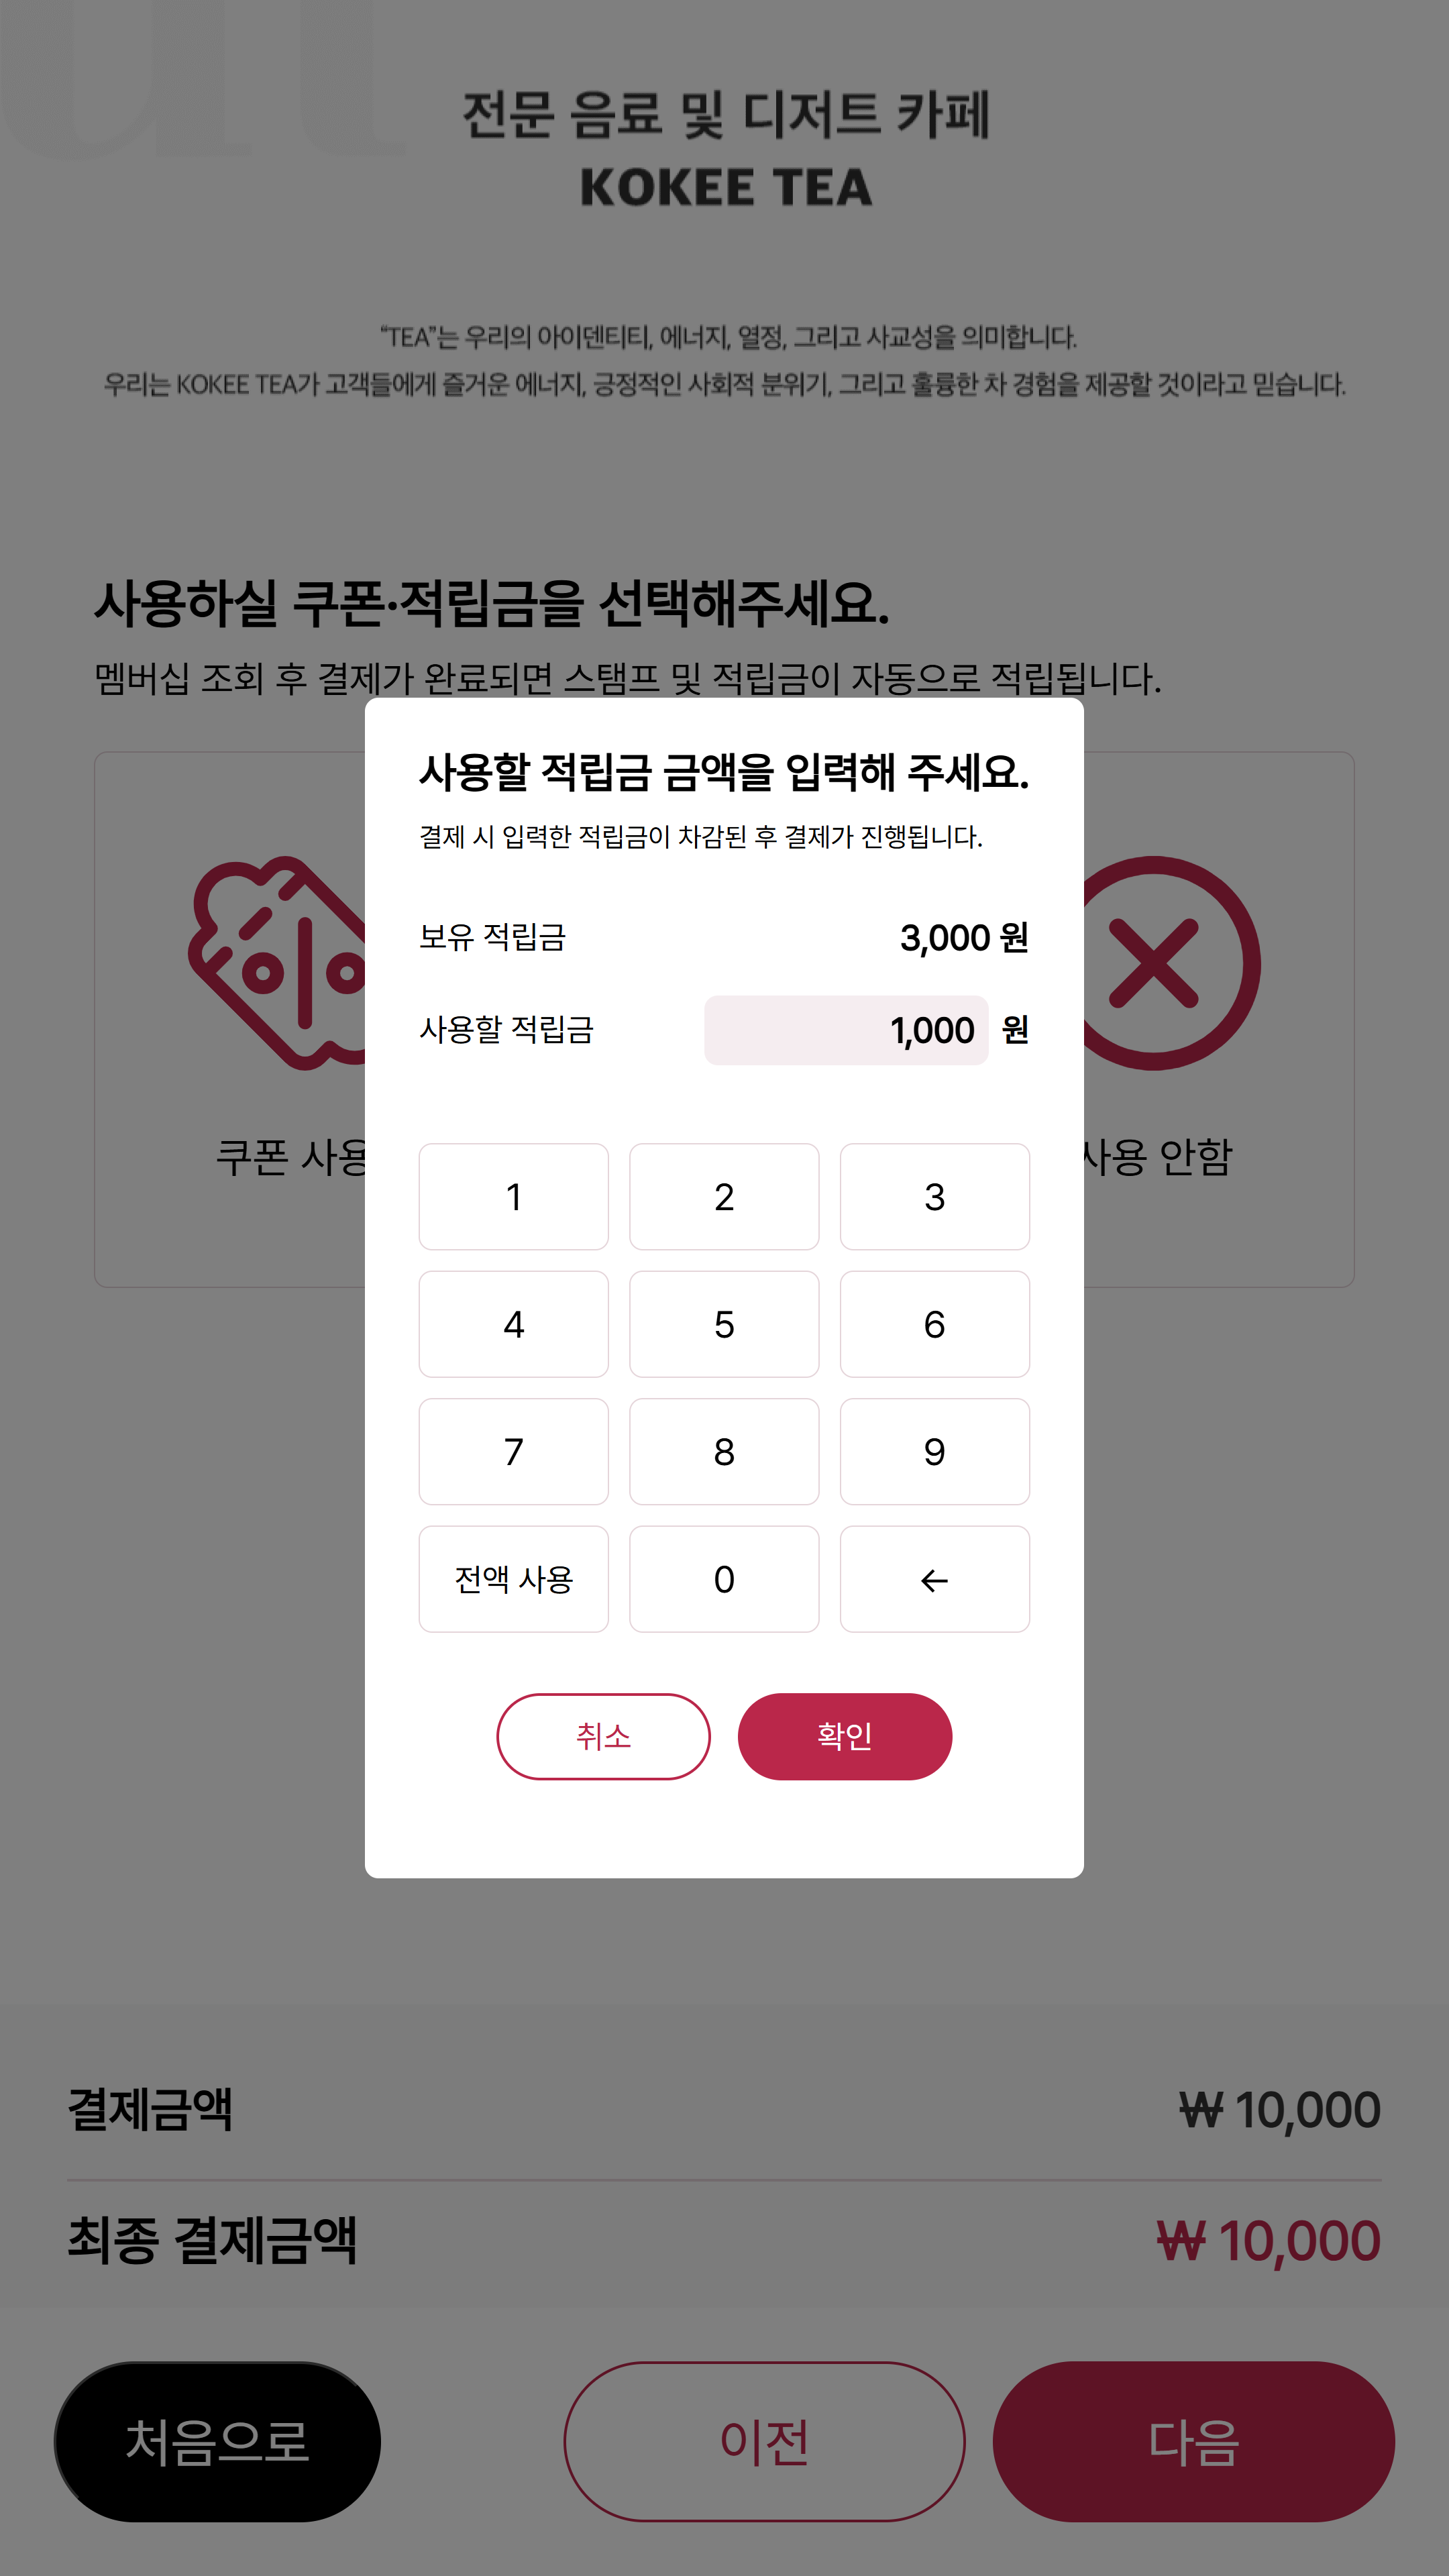 ut
전문 음료 및 디저트 카페
KOKEE TEA
“TEA”는 우리의 아이덴티티, 에너지, 열정, 그리고 사교성을 의미합니다.
우리는 KOKEE TEA가 고객들에게 즐거운 에너지, 긍정적인 사회적 분위기, 그리고 훌륭한 차 경험을 제공할 것이라고 믿습니다.
사용하실 쿠폰·적립금을 선택해주세요.
멤버십 조회 후 결제가 완료되면 스탬프 및 적립금이 자동으로 적립됩니다.
쿠폰 사용
사용 안함
사용할 적립금 금액을 입력해 주세요.
결제 시 입력한 적립금이 차감된 후 결제가 진행됩니다.
보유 적립금 3,000 원
사용할 적립금 1,000 원
1 2 3
4 5 6
7 8 9
전액 사용 0 ←
취소 확인
결제금액 ₩ 10,000
최종 결제금액 ₩ 10,000
처음으로 이전 다음